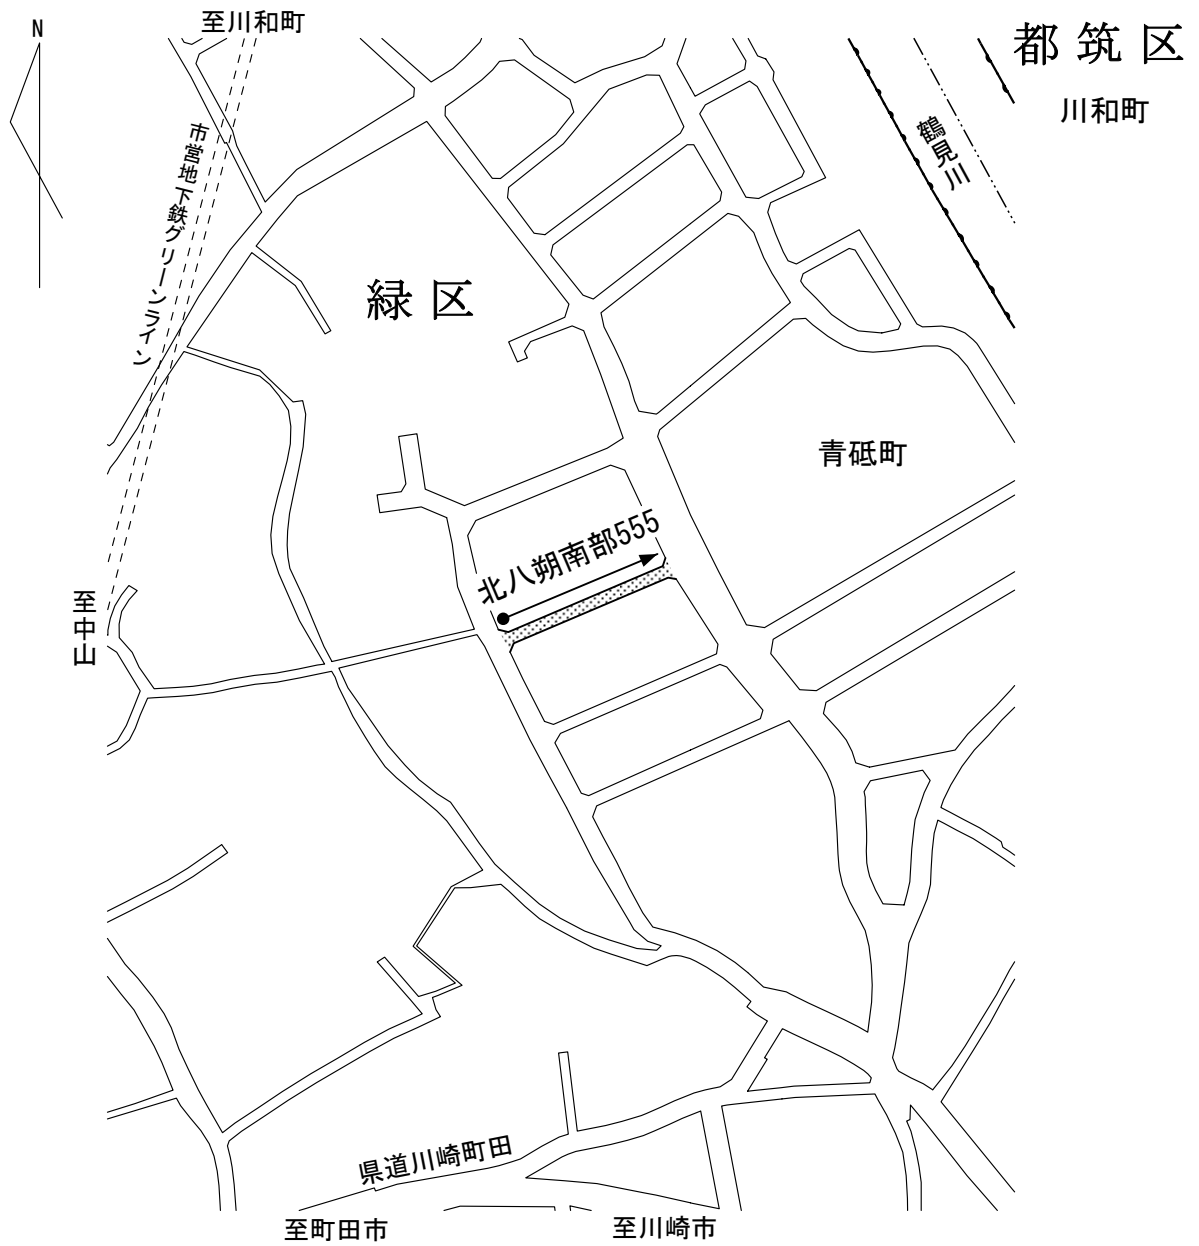 N
至川和町
都筑区
川和町
鶴見川
市営地下鉄グリーンライン
緑区
青砥町
北八朔南部555
至中山
県道川崎町田
至町田市
至川崎市